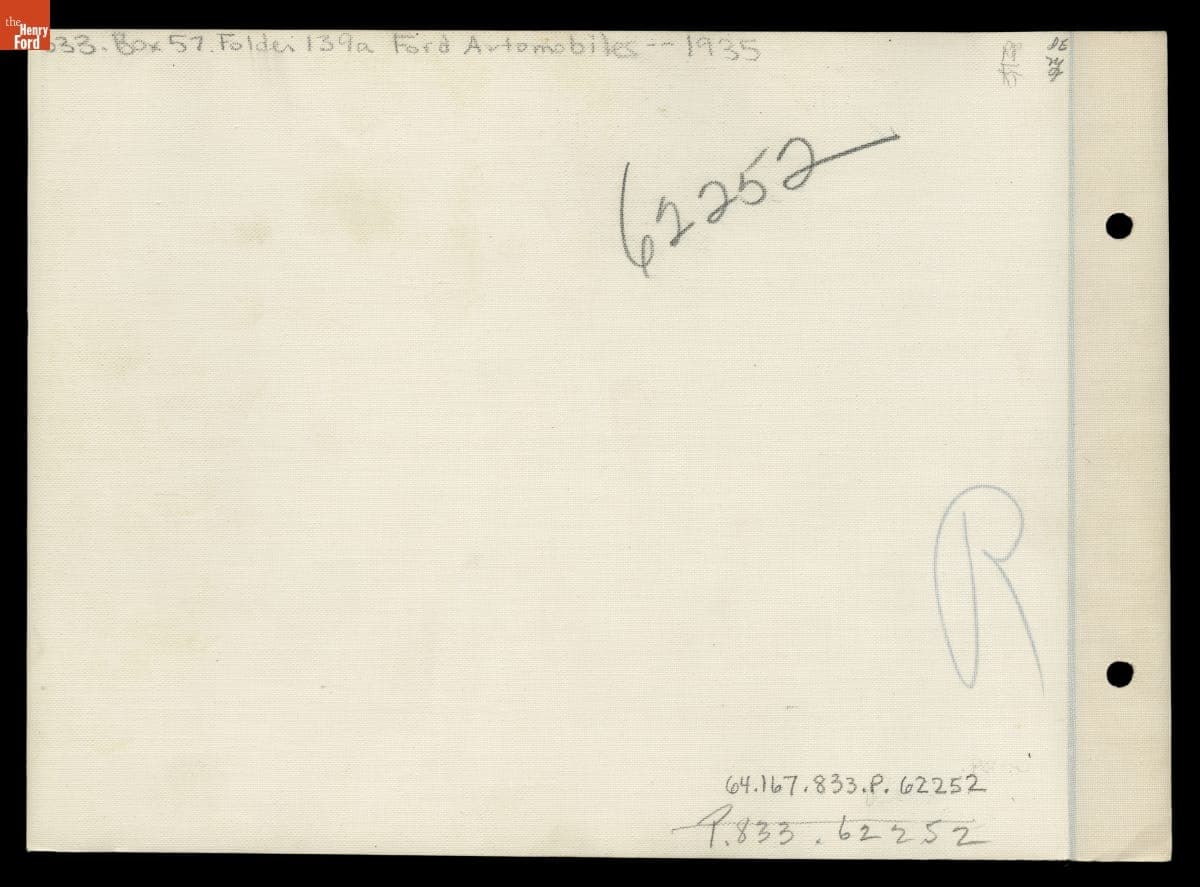 the Henry Ford
833. Box 57. Folder 139a Ford Automobiles -- 1935
62252
R
64.167.833.P. 62252
P.833.62252